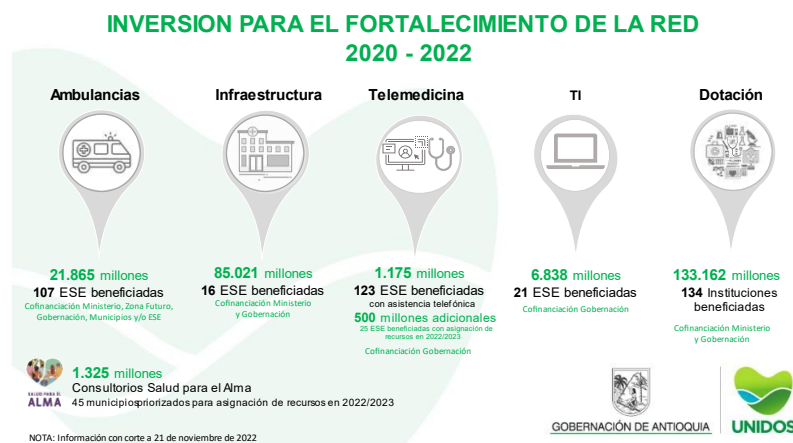 INVERSION PARA EL FORTALECIMIENTO DE LA RED
2020 - 2022
Ambulancias
21.865 millones
107 ESE beneficiadas
Cofinanciación Ministerio, Zona Futuro,
Gobernación, Municipios y/o ESE
Infraestructura
85.021 millones
16 ESE beneficiadas
Cofinanciación Ministerio
y Gobernación
Telemedicina
1.175 millones
123 ESE beneficiadas
con asistencia telefónica
500 millones adicionales
25 ESE beneficiadas con asignación de
recursos en 2022/2023
Cofinanciación Gobernación
TI
6.838 millones
21 ESE beneficiadas
Cofinanciación Gobernación
Dotación
133.162 millones
134 Instituciones
beneficiadas
Cofinanciación Ministerio
y Gobernación
SALUD PARA EL
ALMA
1.325 millones
Consultorios Salud para el Alma
45 municipiospriorizados para asignación de recursos en 2022/2023
GOBERNACIÓN DE ANTIOQUIA
UNIDOS
NOTA: Información con corte a 21 de noviembre de 2022